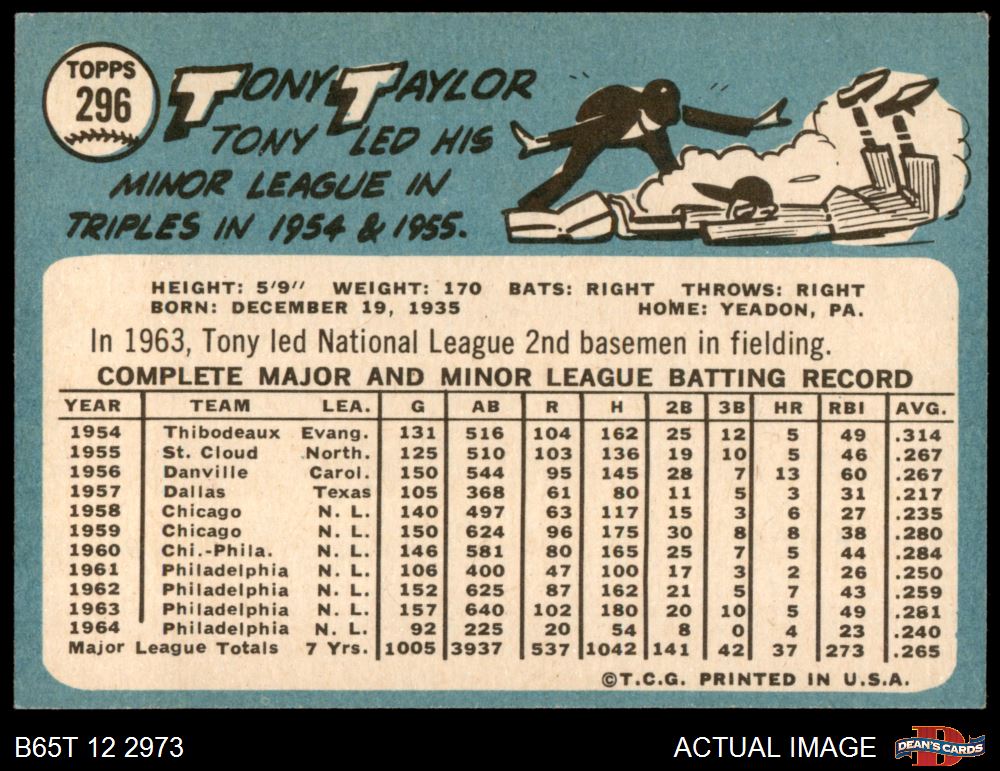 TOPPS
296
TONY TAYLOR
TONY LED HIS
MINOR LEAGUE IN
TRIPLES IN 1954 & 1955.
HEIGHT: 5'9" WEIGHT: 170 BATS: RIGHT THROWS: RIGHT
BORN: DECEMBER 19, 1935 HOME: YEADON, PA.
In 1963, Tony led National League 2nd basemen in fielding.
COMPLETE MAJOR AND MINOR LEAGUE BATTING RECORD
YEAR TEAM LEA. G AB R H 2B 3B HR RBI AVG.
1954 Thibodeaux Evang. 131 516 104 162 25 12 5 49 .314
1955 St. Cloud North. 125 510 103 136 19 10 5 46 .267
1956 Danville Carol. 150 544 95 145 28 7 13 60 .267
1957 Dallas Texas 105 368 61 80 11 5 3 31 .217
1958 Chicago N. L. 140 497 63 117 15 3 6 27 .235
1959 Chicago N. L. 150 624 96 175 30 8 8 38 .280
1960 Chi.-Phila. N. L. 146 581 80 165 25 7 5 44 .284
1961 Philadelphia N. L. 106 400 47 100 17 3 2 26 .250
1962 Philadelphia N. L. 152 625 87 162 21 5 7 43 .259
1963 Philadelphia N. L. 157 640 102 180 20 10 5 49 .281
1964 Philadelphia N. L. 92 225 20 54 8 0 4 23 .240
Major League Totals 7 Yrs. 1005 3937 537 1042 141 42 37 273 .265
©T.C.G. PRINTED IN U.S.A.
B65T 12 2973 ACTUAL IMAGE DEAN'S CARDS